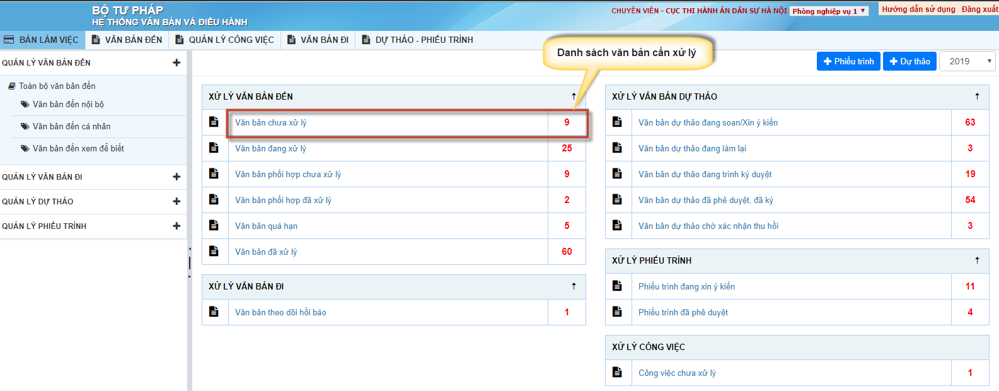 BỘ TƯ PHÁP
HỆ THỐNG VĂN BẢN VÀ ĐIỀU HÀNH
CHUYÊN VIÊN - CỤC THI HÀNH ÁN DÂN SỰ HÀ NỘI
Phòng nghiệp vụ 1
Hướng dẫn sử dụng Đăng xuất
BÀN LÀM VIỆC
VĂN BẢN ĐẾN
QUẢN LÝ CÔNG VIỆC
VĂN BẢN ĐI
DỰ THẢO - PHIẾU TRÌNH
Danh sách văn bản cần xử lý
Phiếu trình
Dự thảo
2019
QUẢN LÝ VĂN BẢN ĐẾN
Toàn bộ văn bản đến
Văn bản đến nội bộ
Văn bản đến cá nhân
Văn bản đến xem để biết
QUẢN LÝ VĂN BẢN ĐI
QUẢN LÝ DỰ THẢO
QUẢN LÝ PHIẾU TRÌNH
XỬ LÝ VĂN BẢN ĐẾN
Văn bản chưa xử lý 9
Văn bản đang xử lý 25
Văn bản phối hợp chưa xử lý 9
Văn bản phối hợp đã xử lý 2
Văn bản quá hạn 5
Văn bản đã xử lý 60
XỬ LÝ VĂN BẢN ĐI
Văn bản theo dõi hồi báo 1
XỬ LÝ VĂN BẢN DỰ THẢO
Văn bản dự thảo đang soạn/Xin ý kiến 63
Văn bản dự thảo đang làm lại 3
Văn bản dự thảo đang trình ký duyệt 19
Văn bản dự thảo đã phê duyệt, đã ký 54
Văn bản dự thảo chờ xác nhận thu hồi 3
XỬ LÝ PHIẾU TRÌNH
Phiếu trình đang xin ý kiến 11
Phiếu trình đã phê duyệt 4
XỬ LÝ CÔNG VIỆC
Công việc chưa xử lý 1